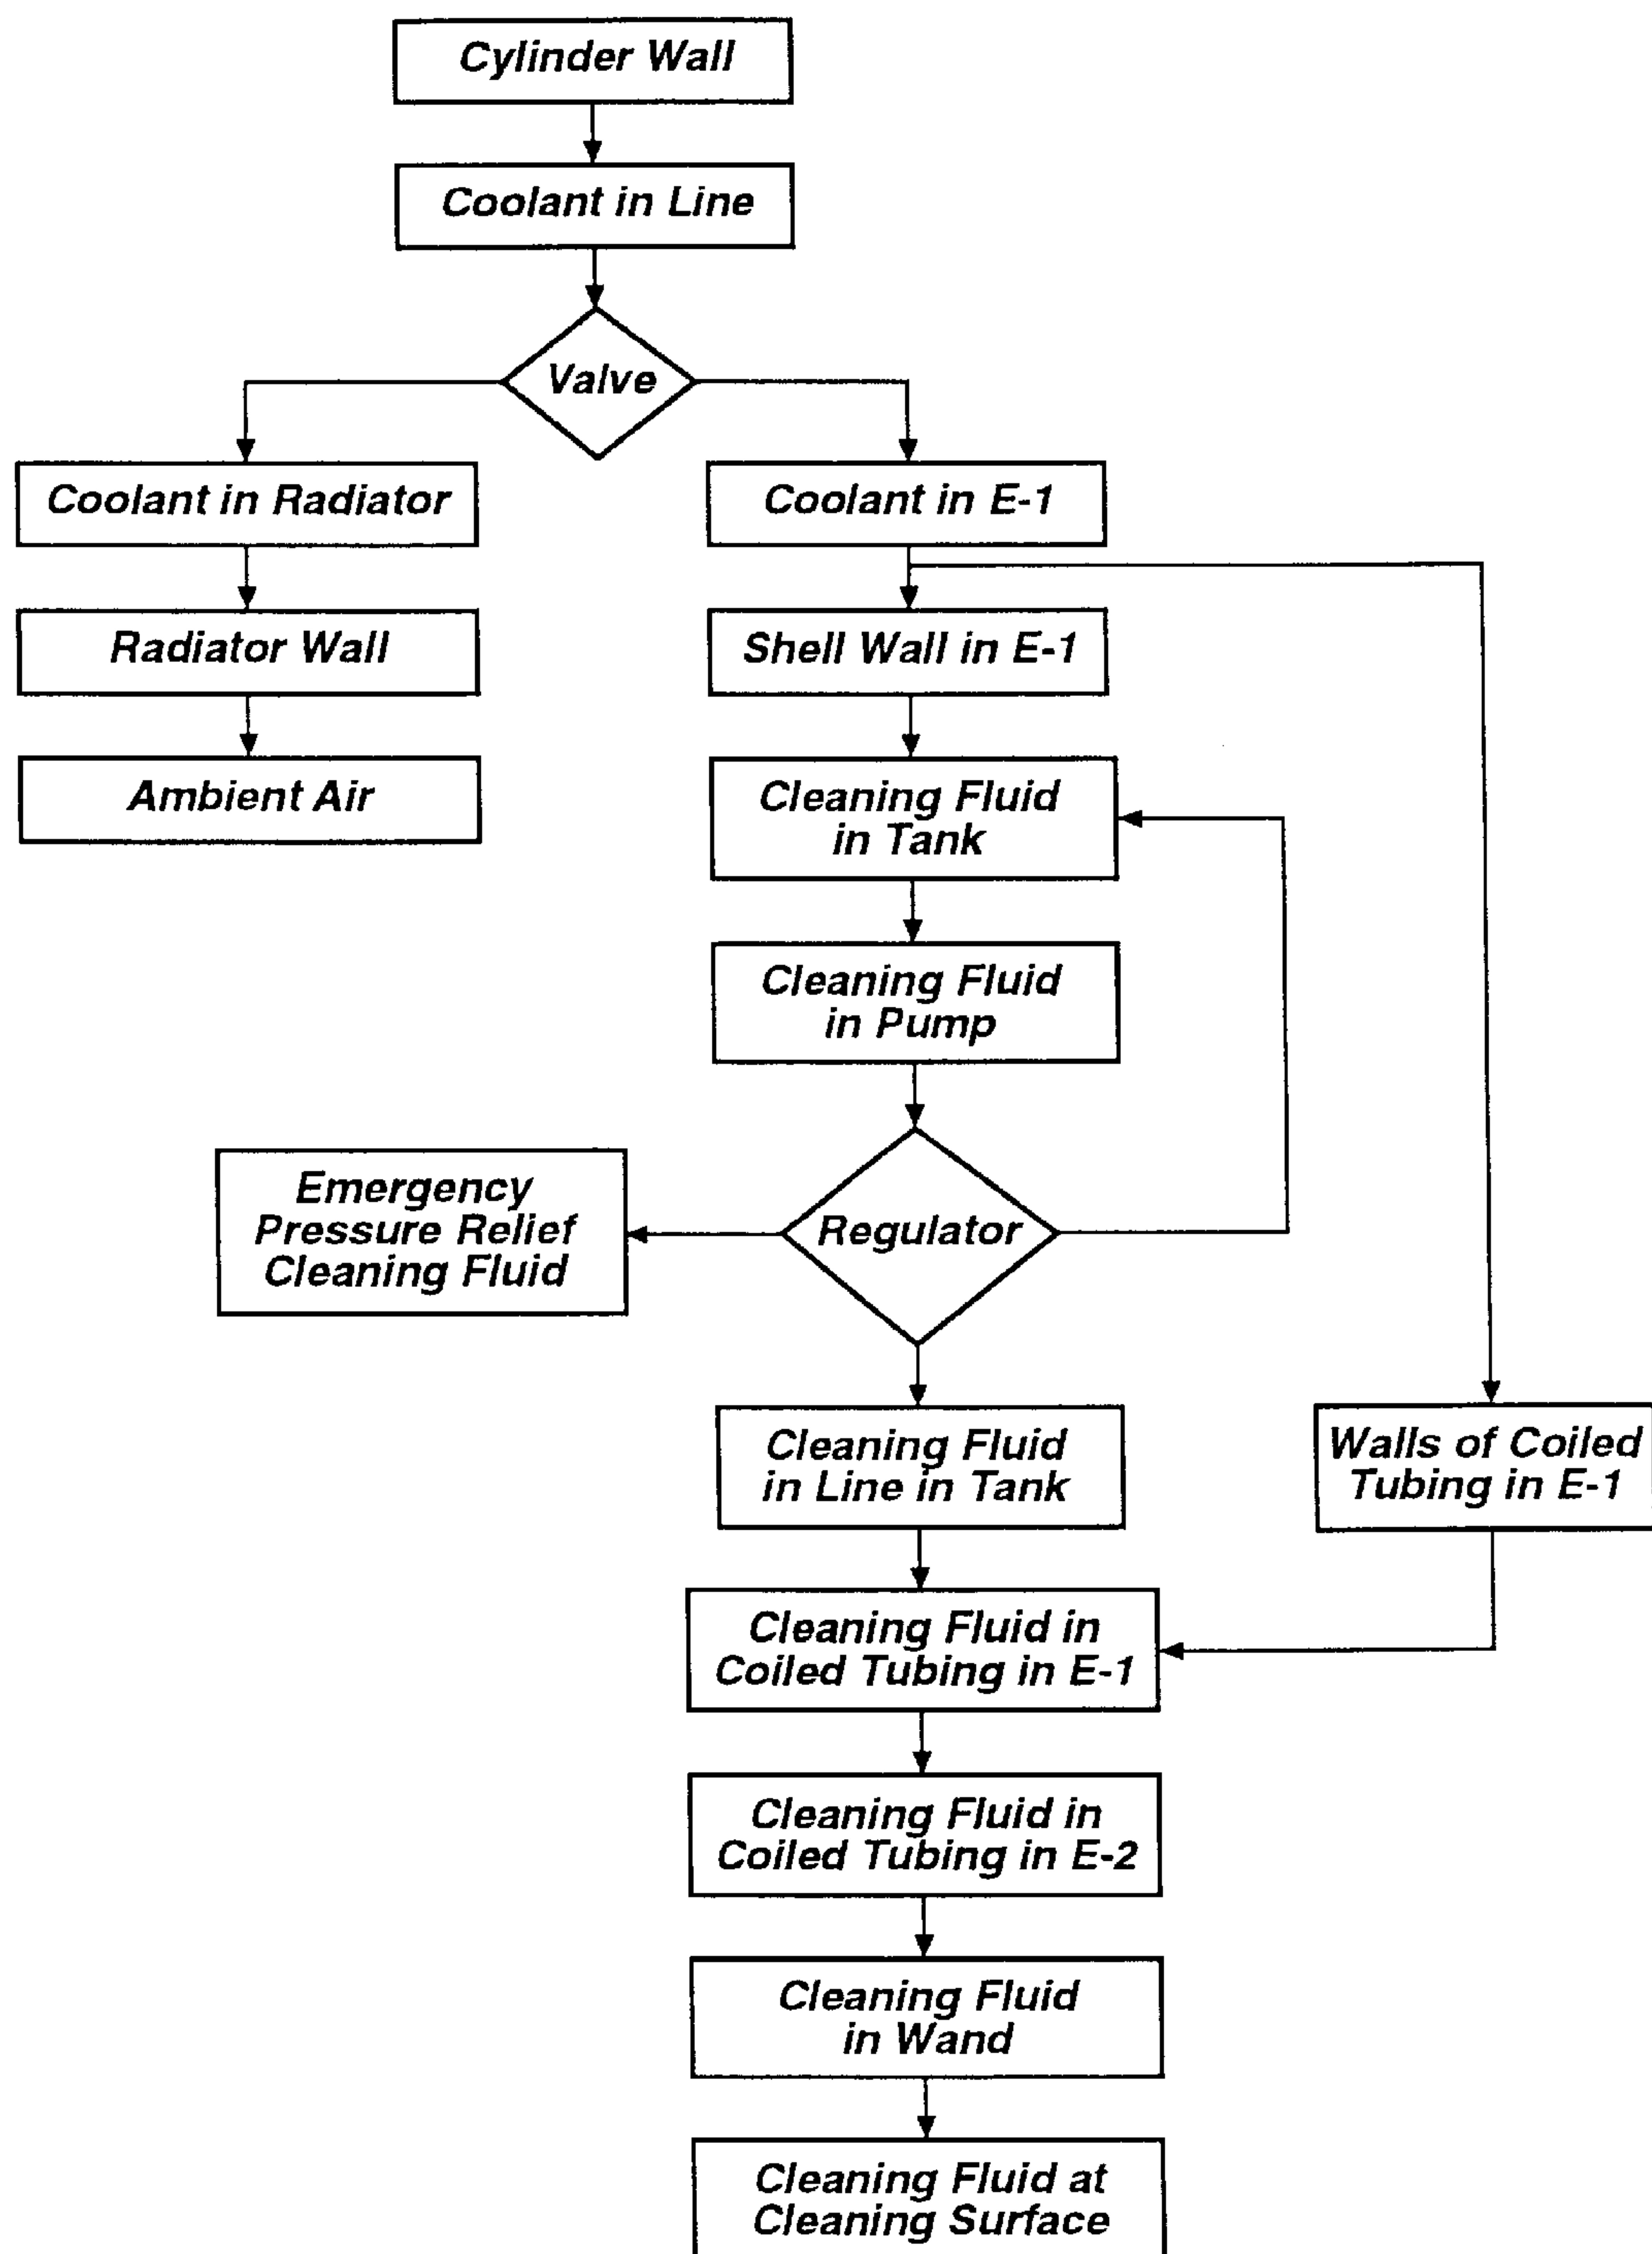 Cylinder Wall
Coolant in Line
Valve
Coolant in Radiator
Coolant in E-1
Radiator Wall
Shell Wall in E-1
Ambient Air
Cleaning Fluid
in Tank
Cleaning Fluid
in Pump
Emergency
Pressure Relief
Cleaning Fluid
Regulator
Cleaning Fluid
in Line in Tank
Walls of Coiled
Tubing in E-1
Cleaning Fluid in
Coiled Tubing in E-1
Cleaning Fluid in
Coiled Tubing in E-2
Cleaning Fluid
in Wand
Cleaning Fluid at
Cleaning Surface